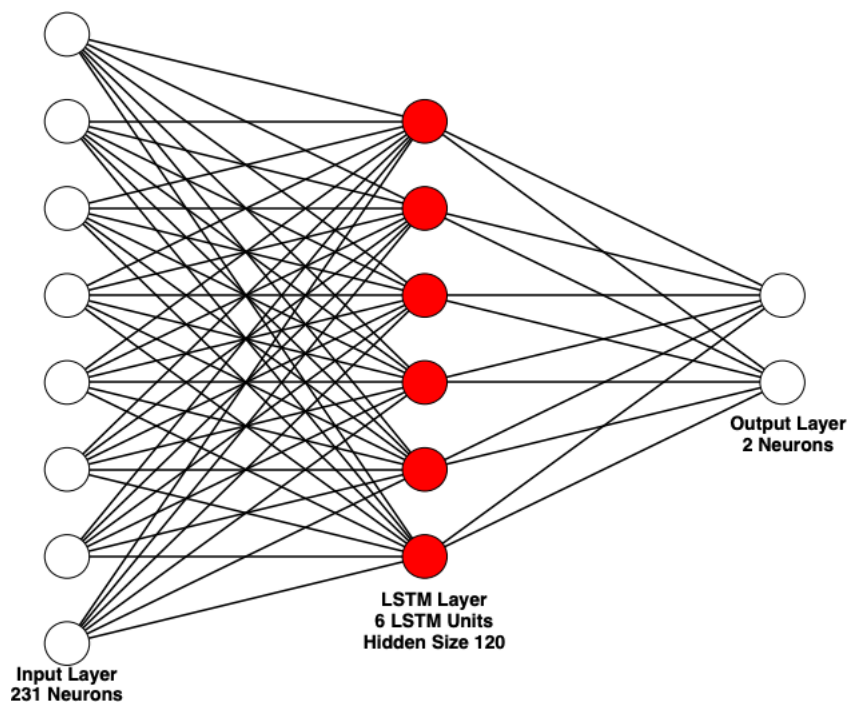 Output Layer
2 Neurons
LSTM Layer
6 LSTM Units
Hidden Size 120
Input Layer
231 Neurons